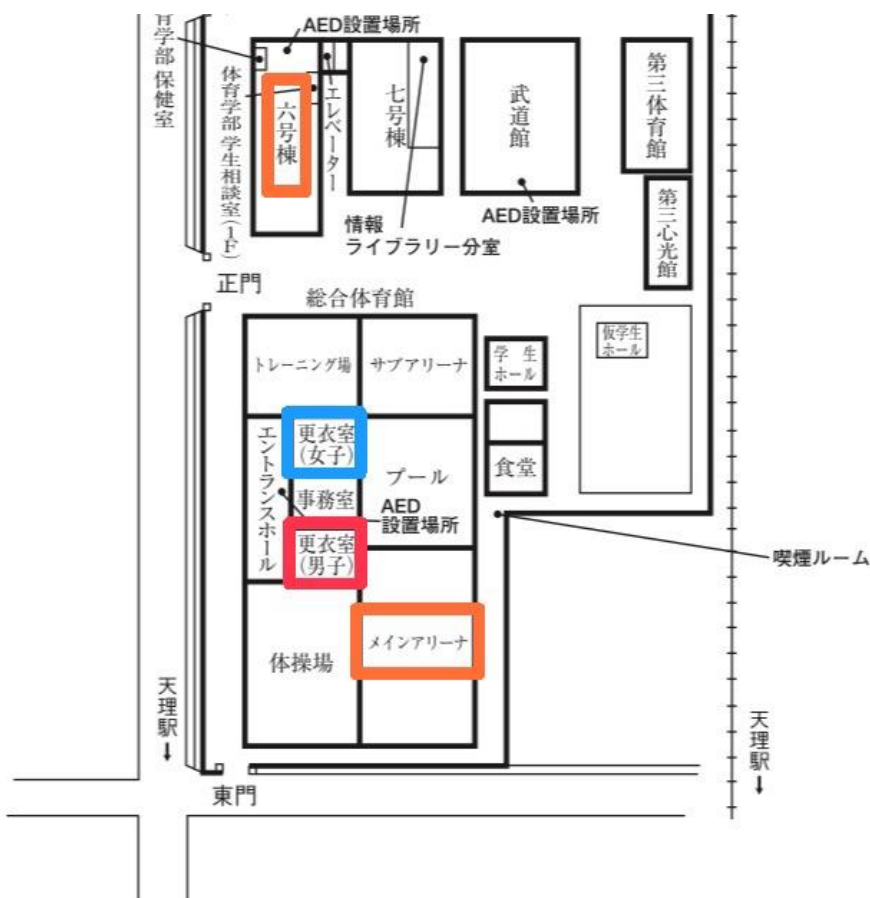 AED設置場所
育学部 保健室
体育学部 学生相談室(1F)
六号棟
エレベーター
七号棟
武道館
第三体育館
AED設置場所
第三心光館
情報
ライブラリー分室
正門
総合体育館
トレーニング場
サブアリーナ
学 生
ホール
仮学生
ホール
エントランスホール
更衣室
(女子)
プール
食堂
事務室
AED
設置場所
更衣室
(男子)
喫煙ルーム
体操場
メインアリーナ
天理駅
天理駅
東門